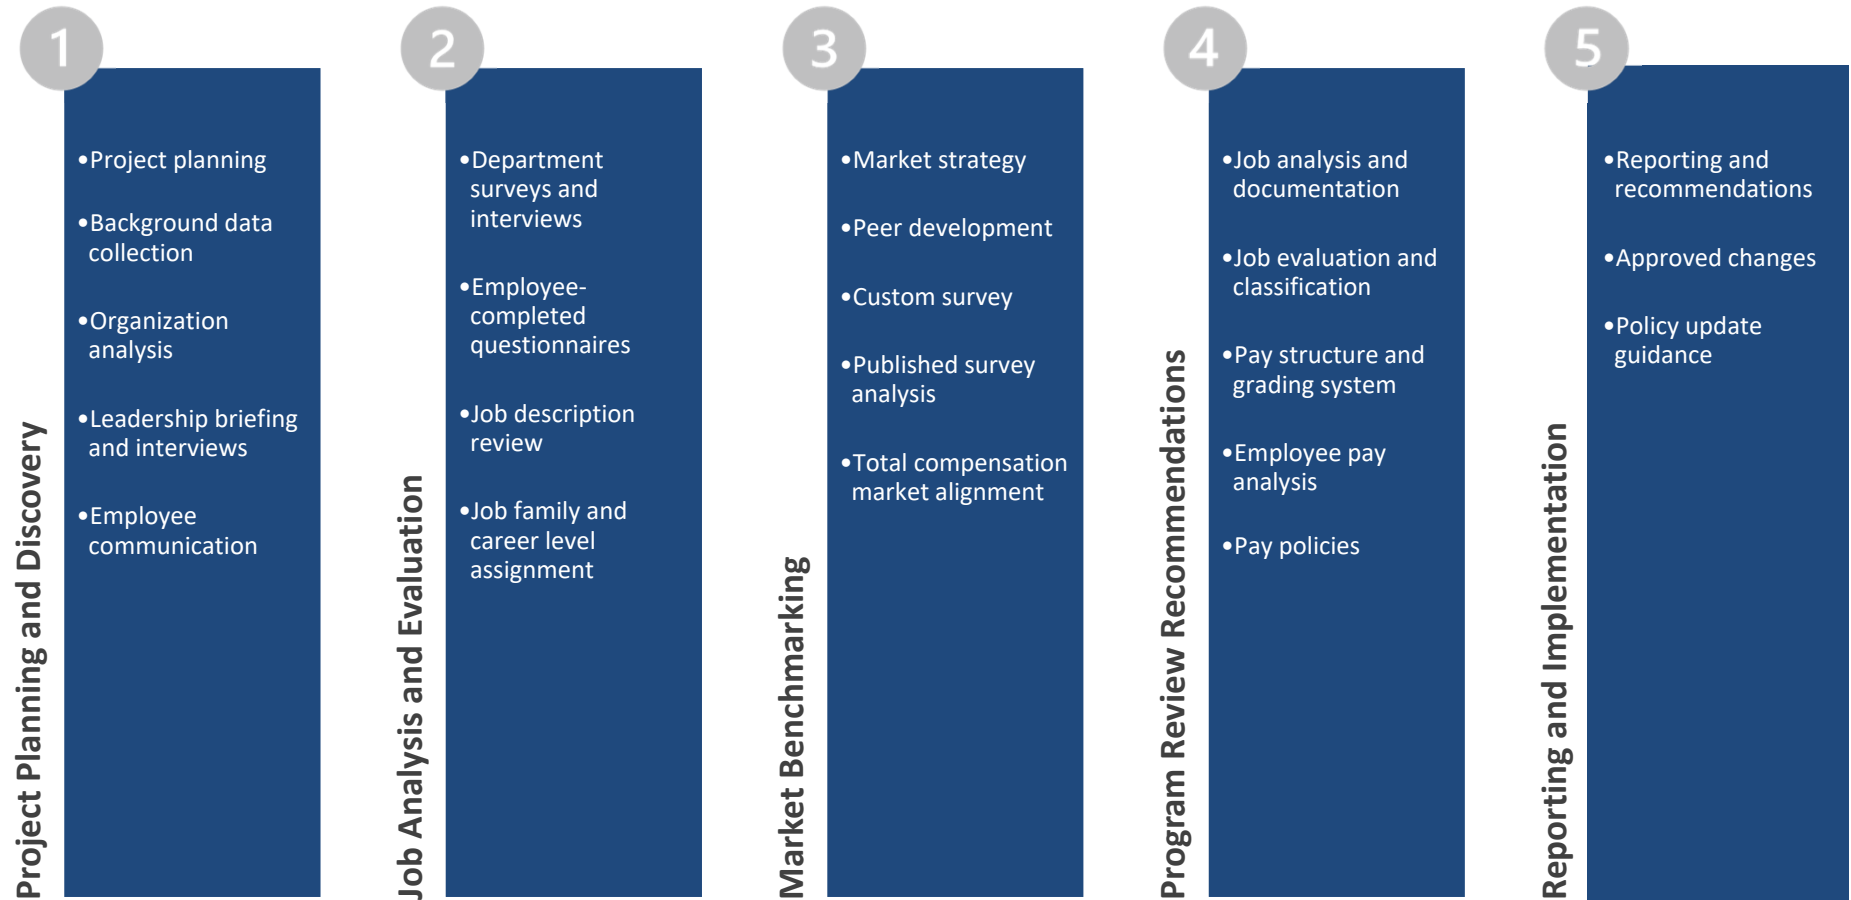 1
Project Planning and Discovery
•Project planning
•Background data
collection
•Organization
analysis
•Leadership briefing
and interviews
•Employee
communication
2
Job Analysis and Evaluation
•Department
surveys and
interviews
•Employee-
completed
questionnaires
•Job description
review
•Job family and
career level
assignment
3
Market Benchmarking
•Market strategy
•Peer development
•Custom survey
•Published survey
analysis
•Total compensation
market alignment
4
Program Review Recommendations
•Job analysis and
documentation
•Job evaluation and
classification
•Pay structure and
grading system
•Employee pay
analysis
•Pay policies
5
Reporting and Implementation
•Reporting and
recommendations
•Approved changes
•Policy update
guidance